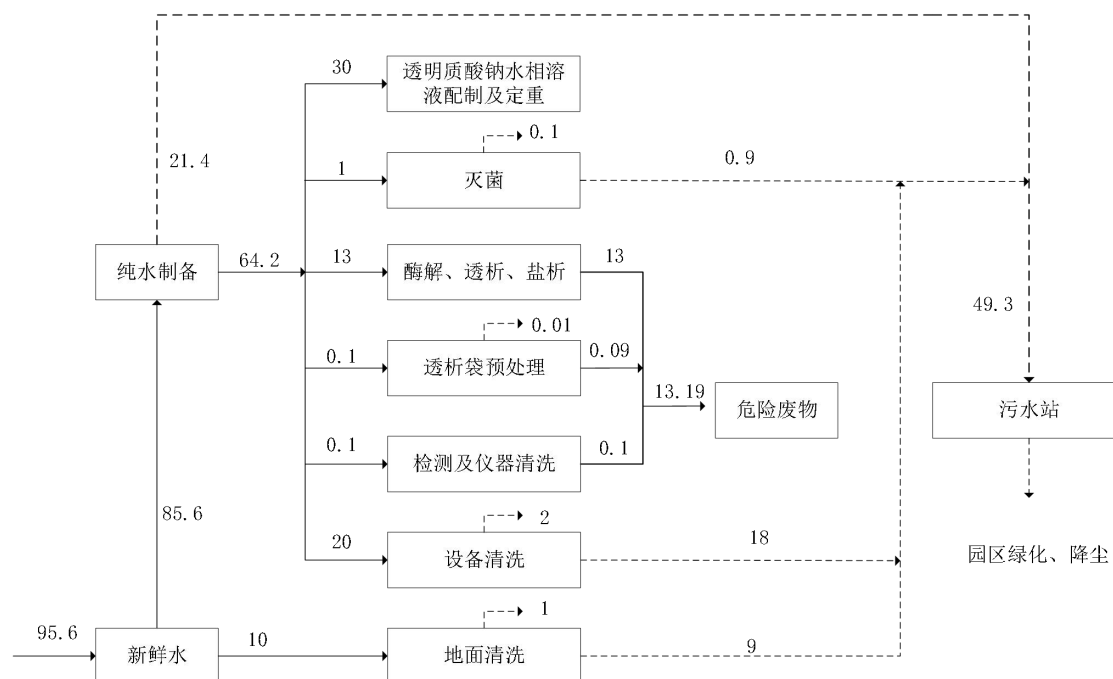 30
透明质酸钠水相溶
液配制及定重
0.1
21.4
1
灭菌
0.9
纯水制备
64.2
13
酶解、透析、盐析
13
49.3
0.01
0.1
透析袋预处理
0.09
13.19
危险废物
污水站
0.1
检测及仪器清洗
0.1
85.6
2
20
设备清洗
18
园区绿化、降尘
1
95.6
新鲜水
10
地面清洗
9